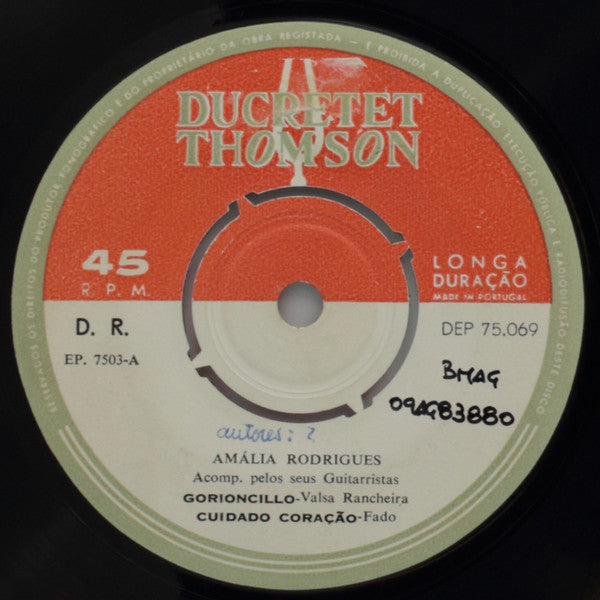 RESERVADOS OS DIREITOS DO PRODUTOR FONOGRAFICO E DO PROPRIETÁRIO DA OBRA REGISTADA — É PROIBIDA A DUPLICAÇÃO, EXECUÇÃO PÚBLICA E RADIODIFUSÃO DESTE DISCO
DUCRETET
THOMSON
45
R. P. M.
LONGA
DURAÇÃO
MADE IN PORTUGAL
D. R.
DEP 75.069
EP. 7503-A
BMAG
09AG83880
autores: ?
AMÁLIA RODRIGUES
Acomp. pelos seus Guitarristas
GORIONCILLO-Valsa Rancheira
CUIDADO CORAÇÃO-Fado